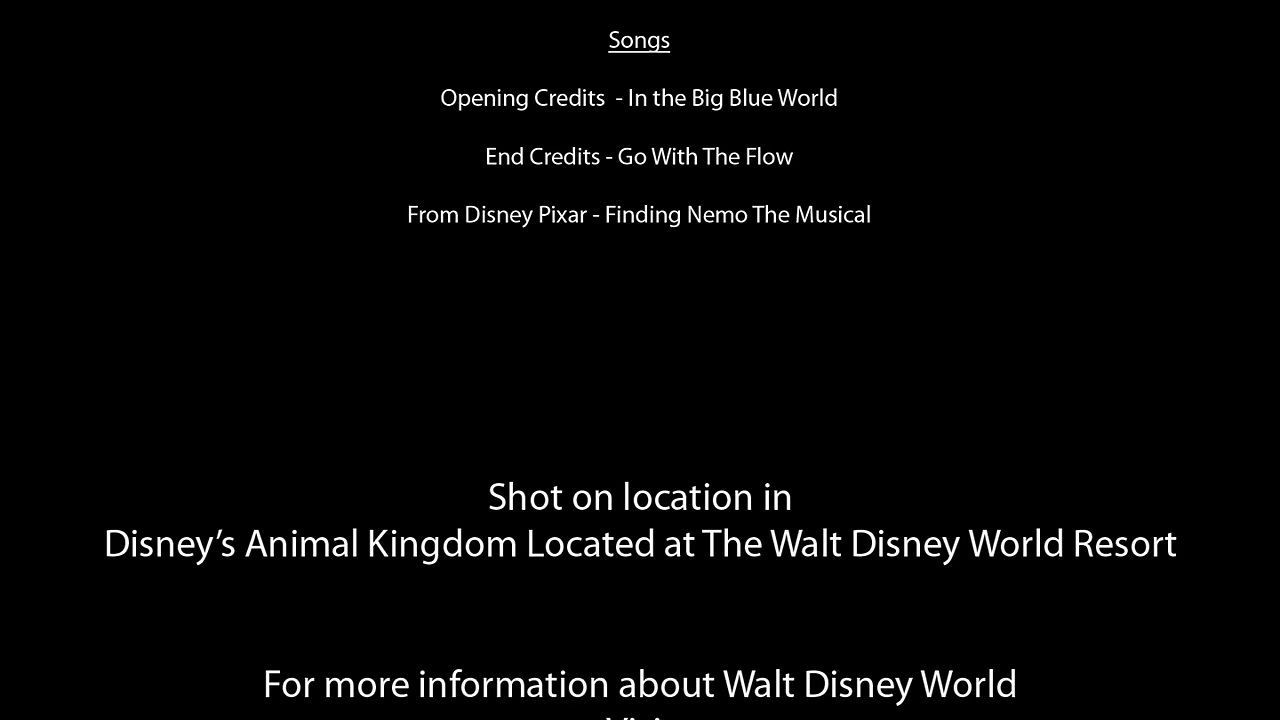 Songs
Opening Credits  - In the Big Blue World
End Credits - Go With The Flow
From Disney Pixar - Finding Nemo The Musical
Shot on location in
Disney’s Animal Kingdom Located at The Walt Disney World Resort
For more information about Walt Disney World